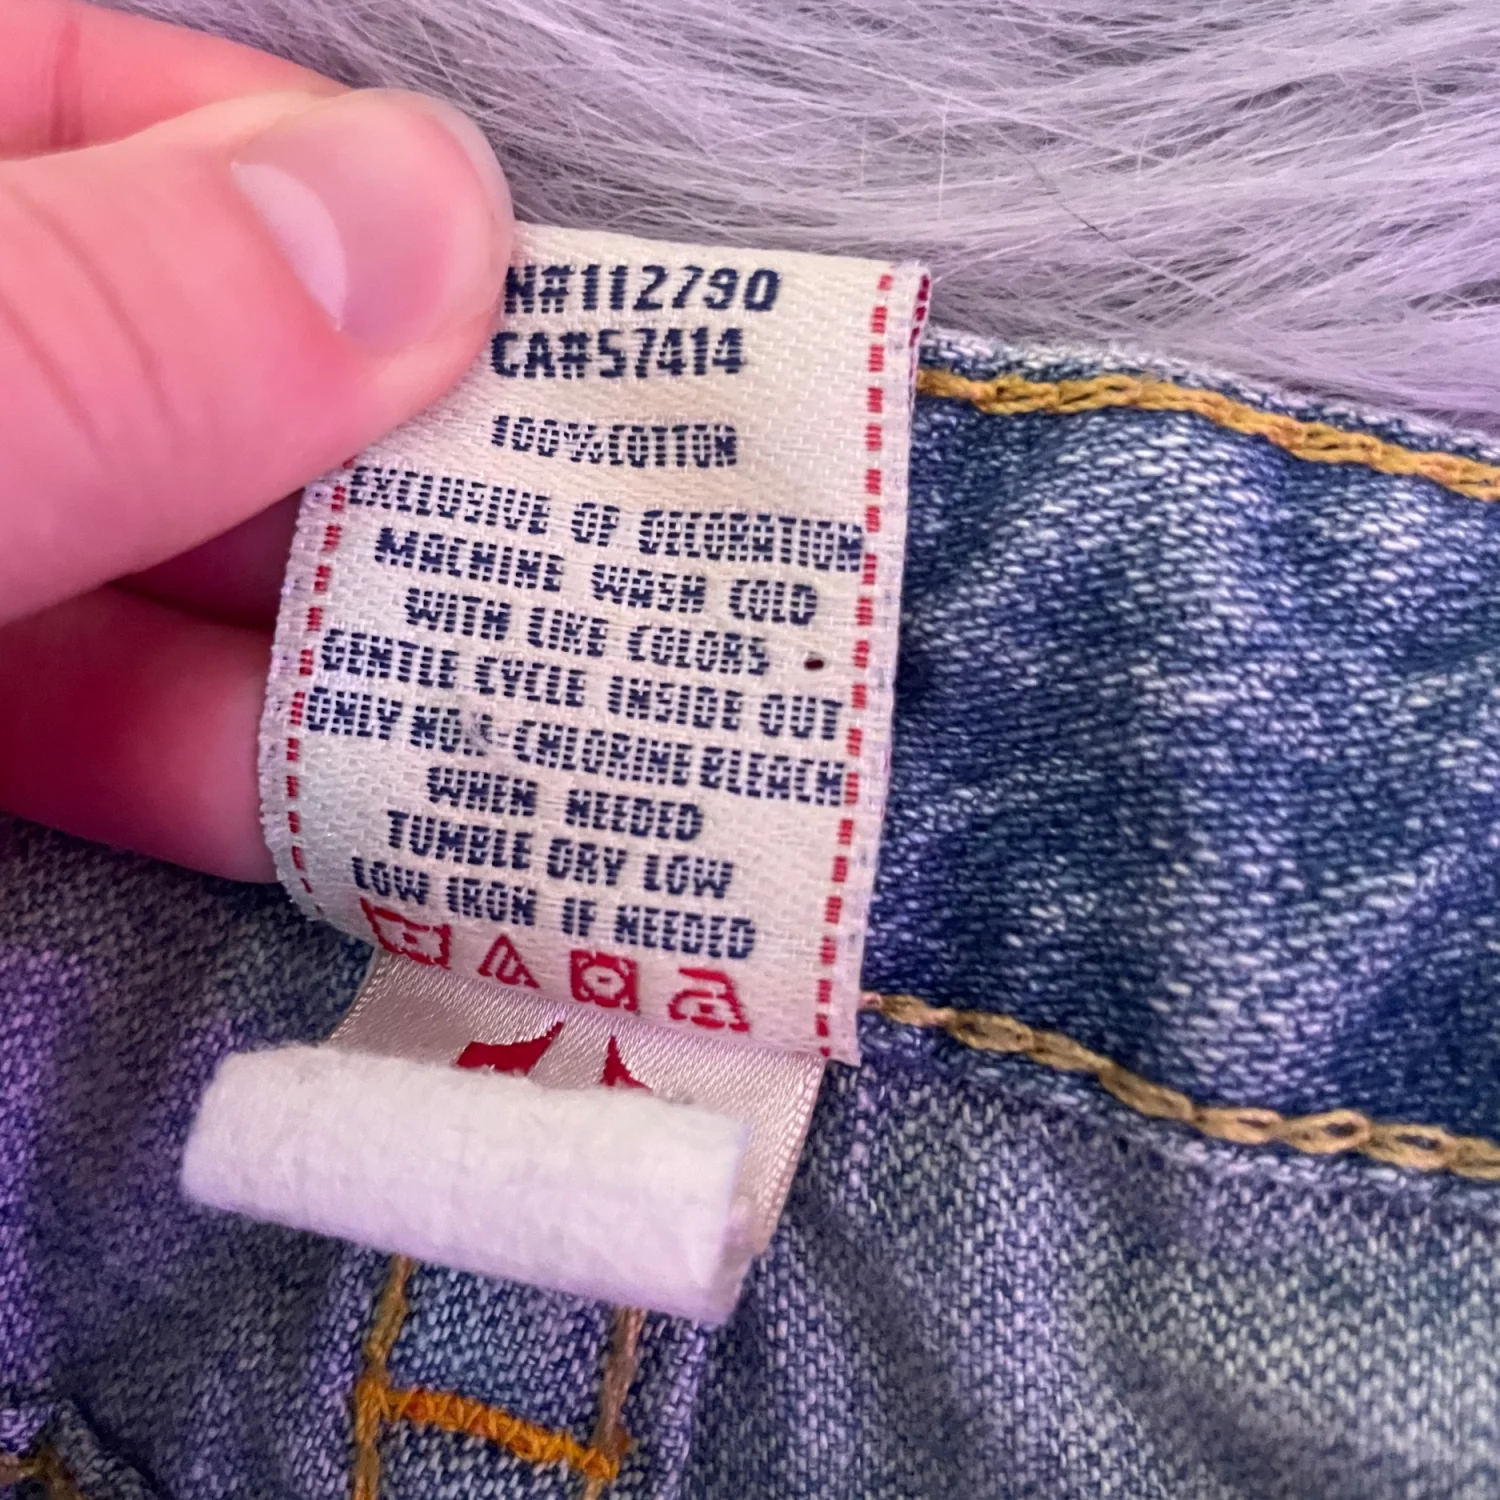 N#112790
CA#57414
100%COTTON
EXCLUSIVE OF DECORATION
MACHINE WASH COLD
WITH LIKE COLORS
GENTLE CYCLE INSIDE OUT
ONLY NON-CHLORINE BLEACH
WHEN NEEDED
TUMBLE DRY LOW
LOW IRON IF NEEDED